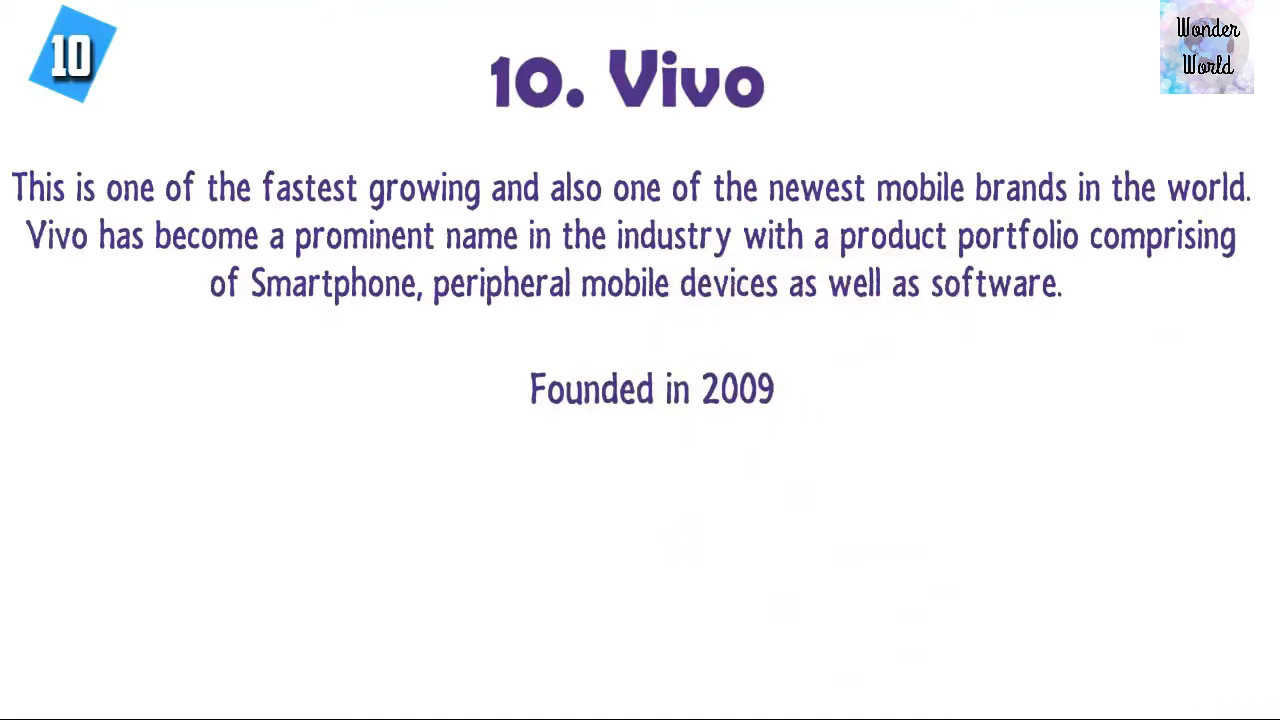 10
Wonder
World
10. Vivo
This is one of the fastest growing and also one of the newest mobile brands in the world.
Vivo has become a prominent name in the industry with a product portfolio comprising
of Smartphone, peripheral mobile devices as well as software.
Founded in 2009